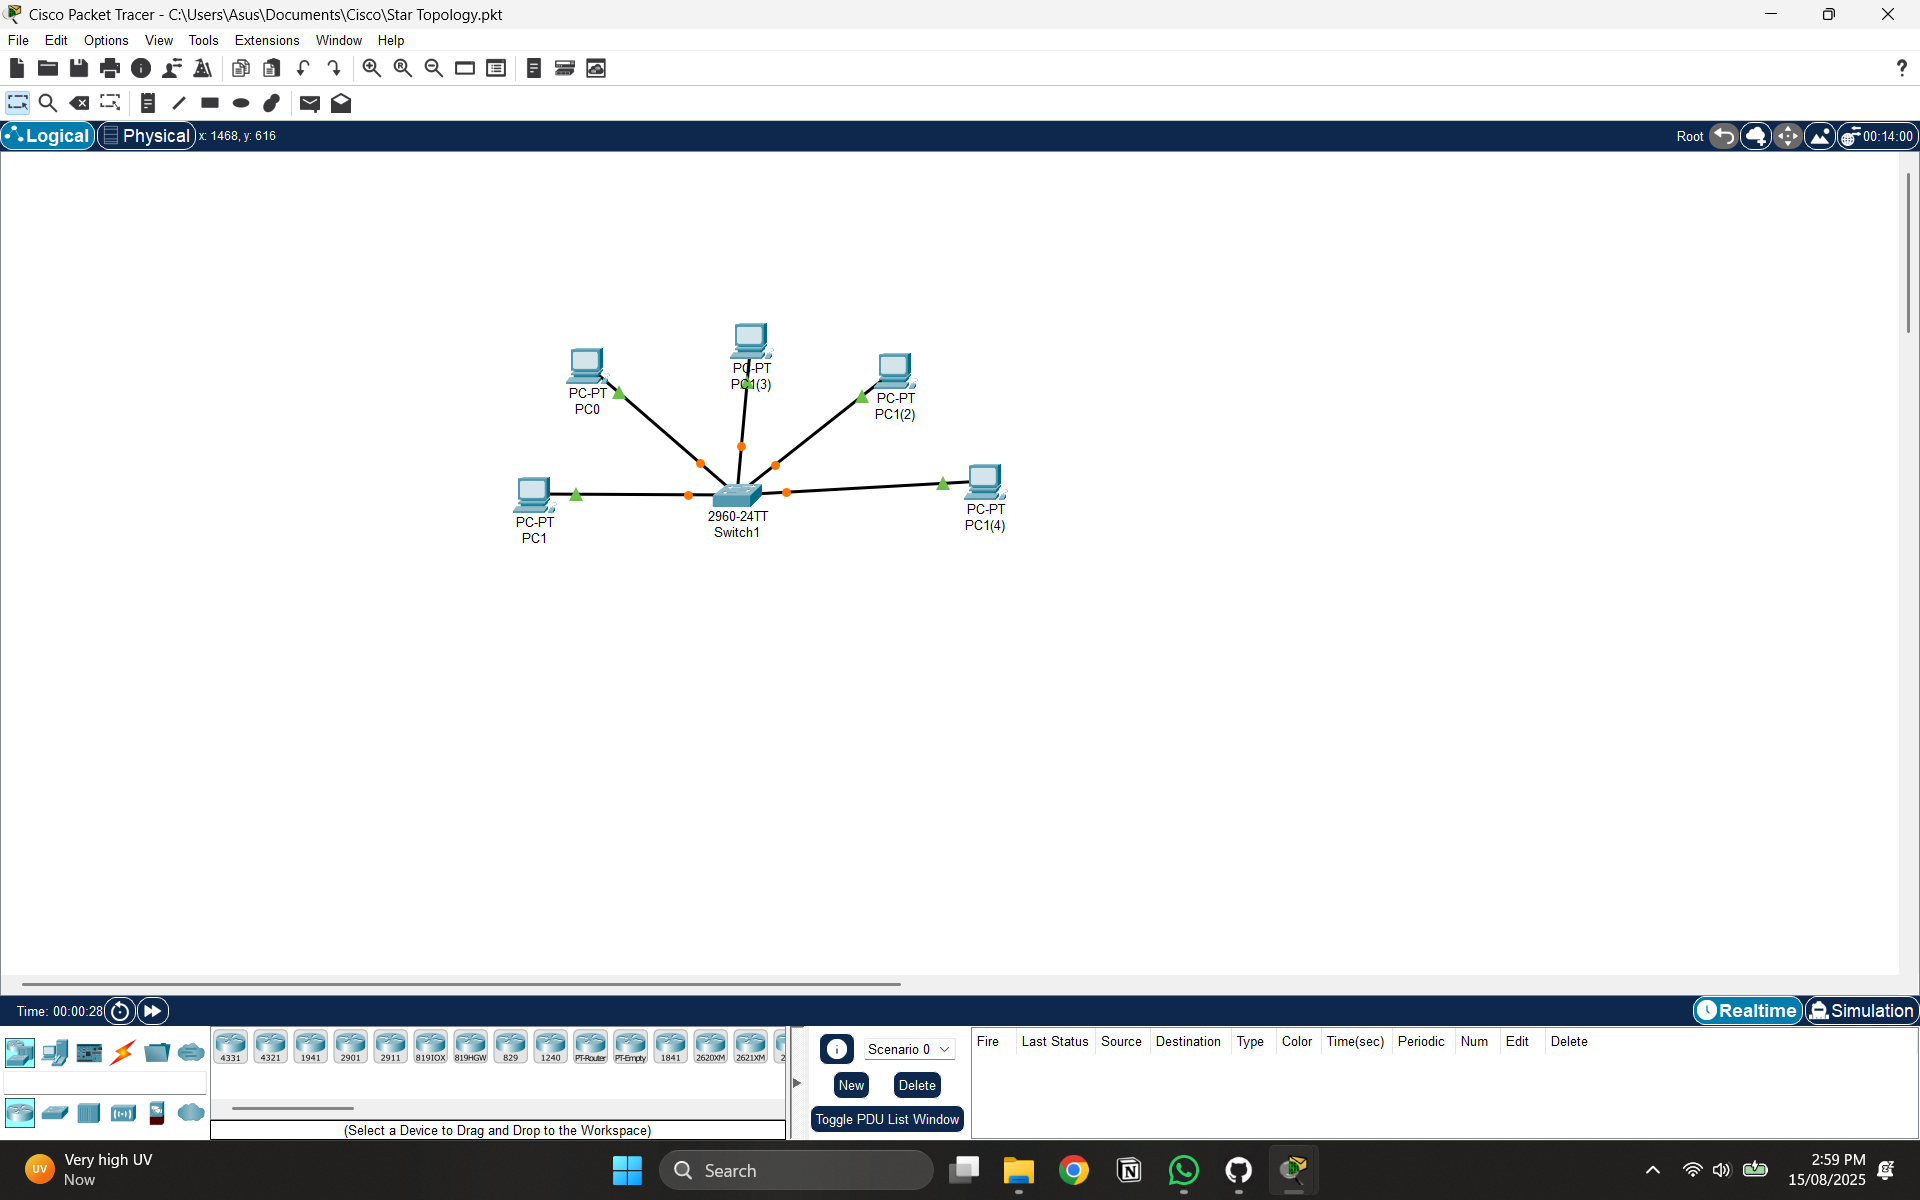 Cisco Packet Tracer - C:\Users\Asus\Documents\Cisco\Star Topology.pkt
File Edit Options View Tools Extensions Window Help
?
Logical Physical x: 1468, y: 616 Root 00:14:00
PC-PT
PC1(3)
PC-PT
PC0
PC-PT
PC1(2)
PC-PT
PC1
2960-24TT
Switch1
PC-PT
PC1(4)
Time: 00:00:28 Realtime Simulation
4331 4321 1941 2901 2911 819IOX 819HGW 829 1240 PT-Router PT-Empty 1841 2620XM 2621XM 2
(Select a Device to Drag and Drop to the Workspace)
Scenario 0
New Delete
Toggle PDU List Window
Fire Last Status Source Destination Type Color Time(sec) Periodic Num Edit Delete
UV
Very high UV
Now
Search
2:59 PM
15/08/2025